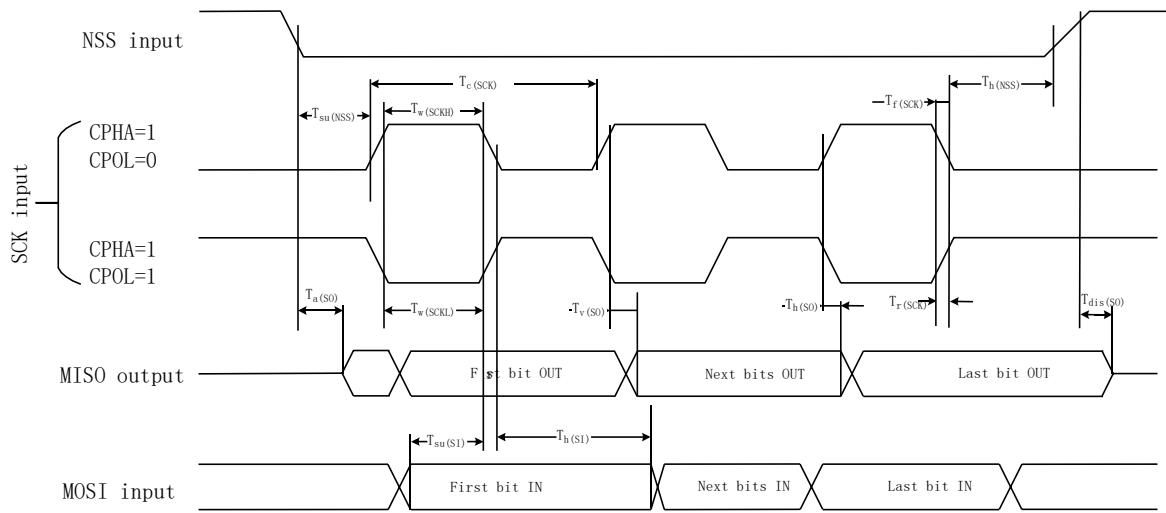 NSS input
Tc(SCK)
Tsu(NSS)
Tw(SCKH)
Tf(SCK)
Th(NSS)
SCK input
CPHA=1
CPOL=0
CPHA=1
CPOL=1
Ta(SO)
Tw(SCKL)
Tv(SO)
Th(SO)
Tr(SCK)
Tdis(SO)
MISO output
First bit OUT
Next bits OUT
Last bit OUT
Tsu(SI)
Th(SI)
MOSI input
First bit IN
Next bits IN
Last bit IN